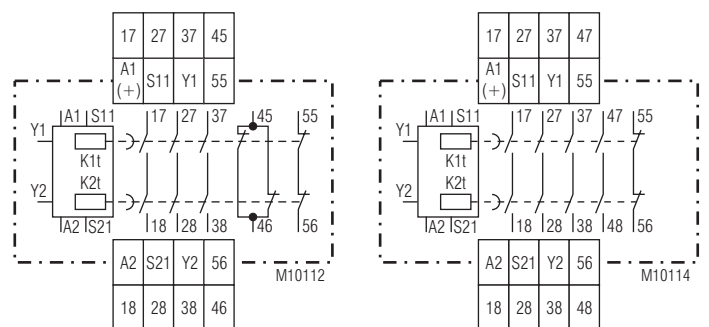 17 27 37 45
A1 (+) S11 Y1 55
A1 S11 17 27 37 45 55
Y1
K1t
K2t
Y2
A2 S21 18 28 38 46 56
A2 S21 Y2 56
M10112
18 28 38 46
17 27 37 47
A1 (+) S11 Y1 55
A1 S11 17 27 37 47 55
Y1
K1t
K2t
Y2
A2 S21 18 28 38 48 56
A2 S21 Y2 56
M10114
18 28 38 48